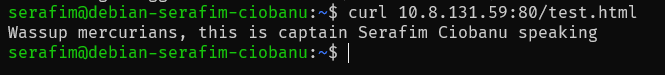 serafim@debian-serafim-ciobanu:~$ curl 10.8.131.59:80/test.html
Wassup mercurians, this is captain Serafim Ciobanu speaking
serafim@debian-serafim-ciobanu:~$